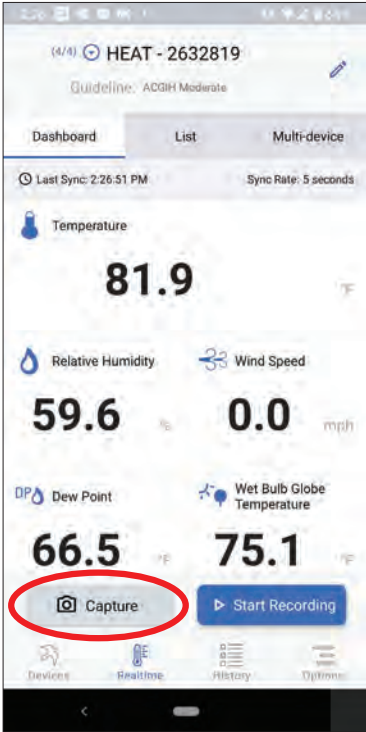 (4/4) HEAT - 2632819
Guideline: ACGIH Moderate
Dashboard List Multi-device
Last Sync: 2:26:51 PM Sync Rate: 5 seconds
Temperature
81.9 °F
Relative Humidity Wind Speed
59.6 % 0.0 mph
DP Dew Point Wet Bulb Globe
Temperature
66.5 °F 75.1 °F
Capture Start Recording
Devices Realtime History Options